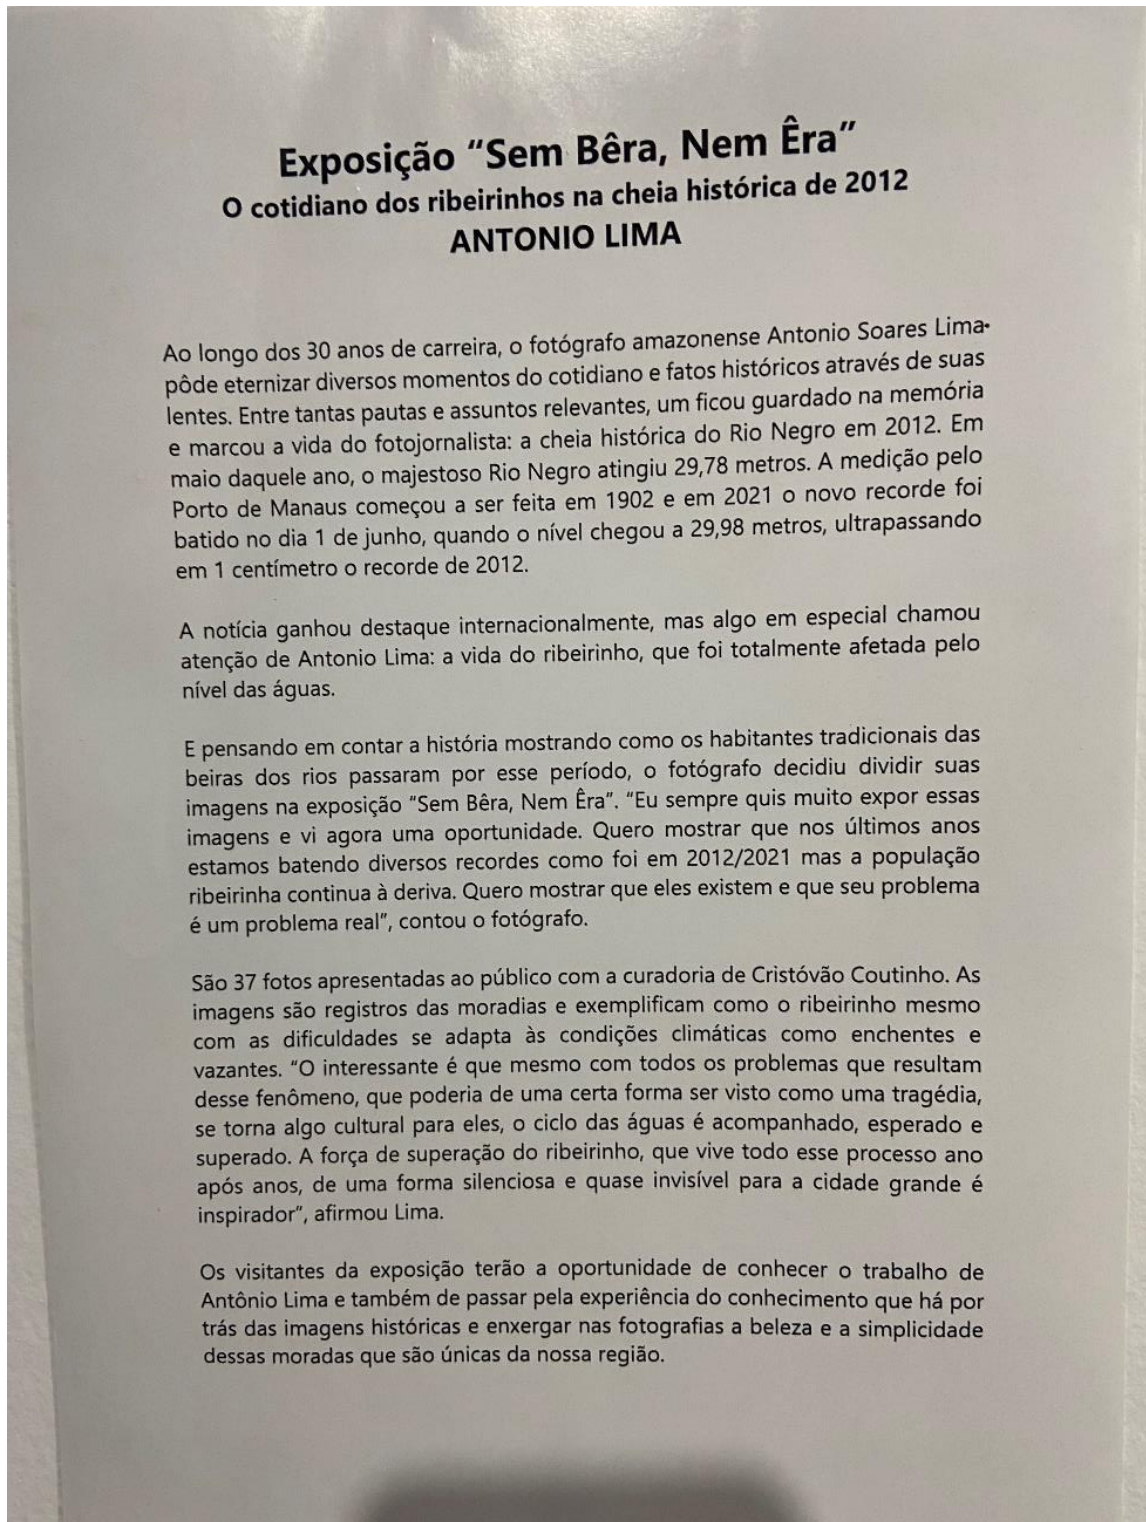 Exposição “Sem Bêra, Nem Êra”
O cotidiano dos ribeirinhos na cheia histórica de 2012
ANTONIO LIMA
Ao longo dos 30 anos de carreira, o fotógrafo amazonense Antonio Soares Lima
pôde eternizar diversos momentos do cotidiano e fatos históricos através de suas
lentes. Entre tantas pautas e assuntos relevantes, um ficou guardado na memória
e marcou a vida do fotojornalista: a cheia histórica do Rio Negro em 2012. Em
maio daquele ano, o majestoso Rio Negro atingiu 29,78 metros. A medição pelo
Porto de Manaus começou a ser feita em 1902 e em 2021 o novo recorde foi
batido no dia 1 de junho, quando o nível chegou a 29,98 metros, ultrapassando
em 1 centímetro o recorde de 2012.
A notícia ganhou destaque internacionalmente, mas algo em especial chamou
atenção de Antonio Lima: a vida do ribeirinho, que foi totalmente afetada pelo
nível das águas.
E pensando em contar a história mostrando como os habitantes tradicionais das
beiras dos rios passaram por esse período, o fotógrafo decidiu dividir suas
imagens na exposição “Sem Bêra, Nem Êra”. “Eu sempre quis muito expor essas
imagens e vi agora uma oportunidade. Quero mostrar que nos últimos anos
estamos batendo diversos recordes como foi em 2012/2021 mas a população
ribeirinha continua à deriva. Quero mostrar que eles existem e que seu problema
é um problema real”, contou o fotógrafo.
São 37 fotos apresentadas ao público com a curadoria de Cristóvão Coutinho. As
imagens são registros das moradias e exemplificam como o ribeirinho mesmo
com as dificuldades se adapta às condições climáticas como enchentes e
vazantes. “O interessante é que mesmo com todos os problemas que resultam
desse fenômeno, que poderia de uma certa forma ser visto como uma tragédia,
se torna algo cultural para eles, o ciclo das águas é acompanhado, esperado e
superado. A força de superação do ribeirinho, que vive todo esse processo ano
após anos, de uma forma silenciosa e quase invisível para a cidade grande é
inspirador”, afirmou Lima.
Os visitantes da exposição terão a oportunidade de conhecer o trabalho de
Antônio Lima e também de passar pela experiência do conhecimento que há por
trás das imagens históricas e enxergar nas fotografias a beleza e a simplicidade
dessas moradas que são únicas da nossa região.